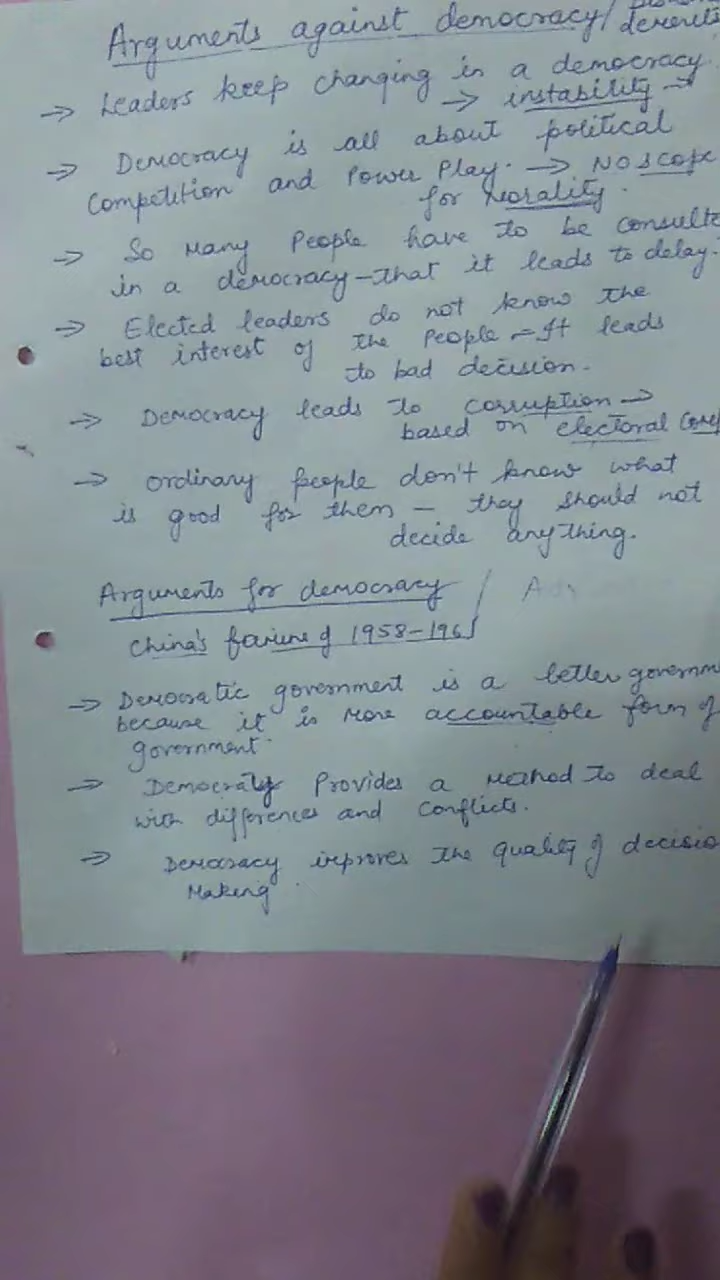 Arguments against democracy/ demerits
→ Leaders keep changing in a democracy.
→ instability →
→ Democracy is all about political
Competition and Power Play. → No scope
for Morality.
→ So Many People have to be consulte
in a democracy - that it leads to delay.
→ Elected leaders do not know the
best interest of the People - It leads
to bad decision.
→ Democracy leads to corruption →
based on electoral Com
→ ordinary people don't know what
is good for them - they should not
decide anything.
Arguments for democracy / Ad
China's famine of 1958-1961
→ Democratic government is a better governm
because it is More accountable form of
government.
→ Democracy Provides a Method to deal
with differences and Conflicts.
→ Democracy improves the quality of decisio
Making.